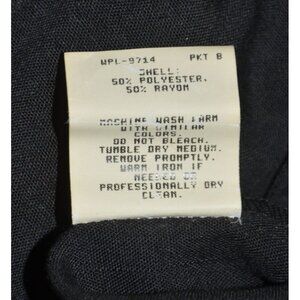 WPL-9714 PKT 8
SHELL:
50% POLYESTER,
50% RAYON
MACHINE WASH WARM
WITH SIMILAR
COLORS.
DO NOT BLEACH.
TUMBLE DRY MEDIUM.
REMOVE PROMPTLY.
WARM IRON IF
NEEDED OR
PROFESSIONALLY DRY
CLEAN.